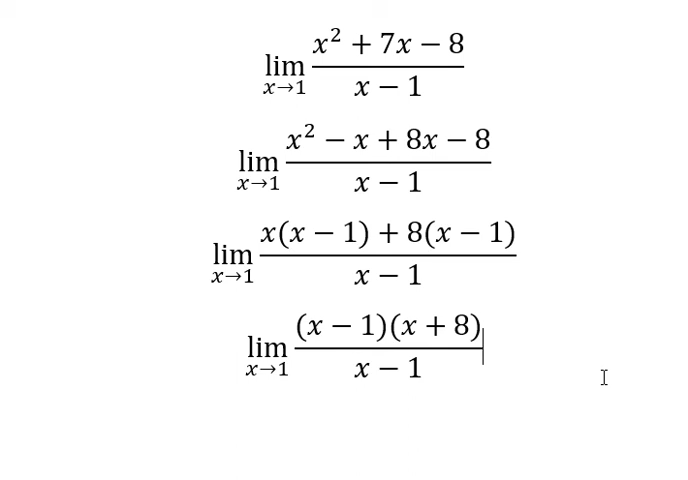 lim x→1 (x² + 7x − 8)/(x − 1)
lim x→1 (x² − x + 8x − 8)/(x − 1)
lim x→1 (x(x − 1) + 8(x − 1))/(x − 1)
lim x→1 ((x − 1)(x + 8))/(x − 1)